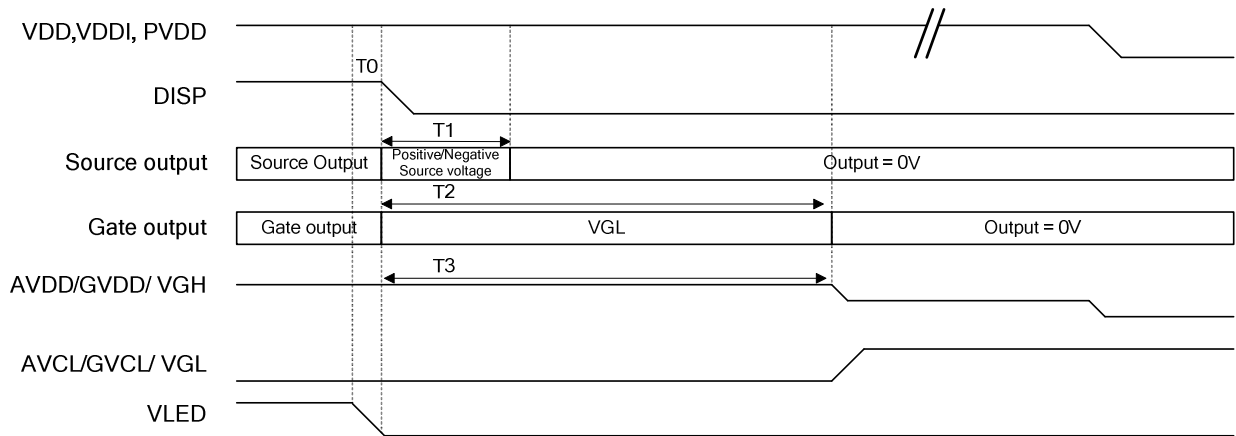 VDD,VDDI, PVDD
T0
DISP
T1
Source output
Source Output
Positive/Negative
Source voltage
Output = 0V
T2
Gate output
Gate output
VGL
Output = 0V
T3
AVDD/GVDD/ VGH
AVCL/GVCL/ VGL
VLED